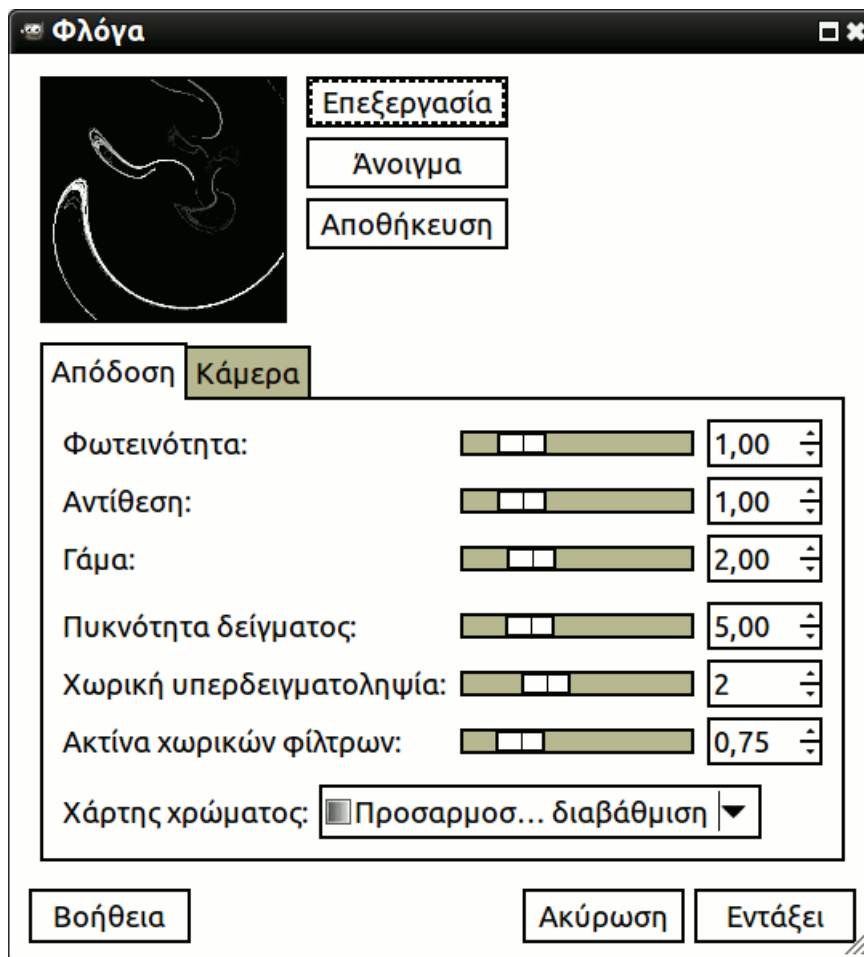 Φλόγα
Επεξεργασία
Άνοιγμα
Αποθήκευση
Απόδοση Κάμερα
Φωτεινότητα: 1,00
Αντίθεση: 1,00
Γάμα: 2,00
Πυκνότητα δείγματος: 5,00
Χωρική υπερδειγματοληψία: 2
Ακτίνα χωρικών φίλτρων: 0,75
Χάρτης χρώματος: Προσαρμοσ... διαβάθμιση
Βοήθεια Ακύρωση Εντάξει